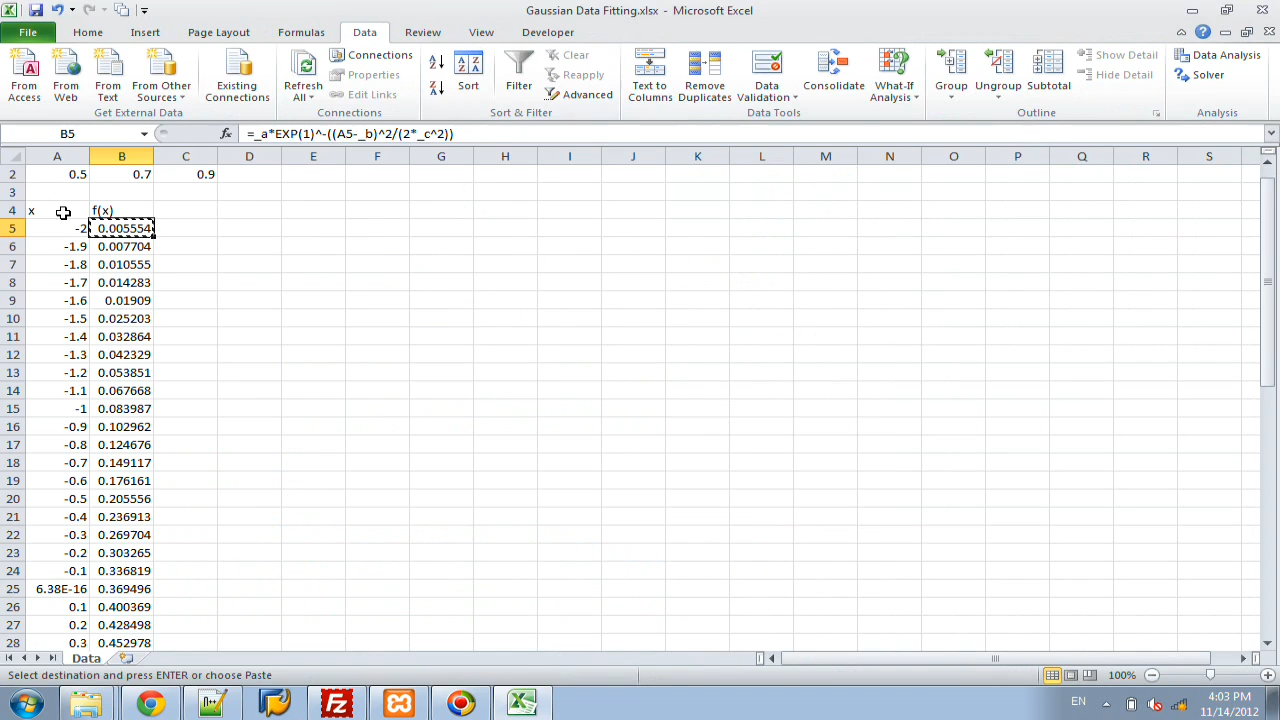 Gaussian Data Fitting.xlsx - Microsoft Excel
File Home Insert Page Layout Formulas Data Review View Developer
From Access
From Web
From Text
From Other Sources
Existing Connections
Get External Data
Refresh All
Connections
Properties
Edit Links
Connections
Sort
Filter
Clear
Reapply
Advanced
Sort & Filter
Text to Columns
Remove Duplicates
Data Validation
Consolidate
What-If Analysis
Data Tools
Group
Ungroup
Subtotal
Show Detail
Hide Detail
Outline
Data Analysis
Solver
Analysis
B5 fx =_a*EXP(1)^-((A5-_b)^2/(2*_c^2))
A B C D E F G H I J K L M N O P Q R S
2 0.5 0.7 0.9
3
4 x f(x)
5 -2 0.005554
6 -1.9 0.007704
7 -1.8 0.010555
8 -1.7 0.014283
9 -1.6 0.01909
10 -1.5 0.025203
11 -1.4 0.032864
12 -1.3 0.042329
13 -1.2 0.053851
14 -1.1 0.067668
15 -1 0.083987
16 -0.9 0.102962
17 -0.8 0.124676
18 -0.7 0.149117
19 -0.6 0.176161
20 -0.5 0.205556
21 -0.4 0.236913
22 -0.3 0.269704
23 -0.2 0.303265
24 -0.1 0.336819
25 6.38E-16 0.369496
26 0.1 0.400369
27 0.2 0.428498
28 0.3 0.452978
Data
Select destination and press ENTER or choose Paste 100%
EN 4:03 PM
11/14/2012